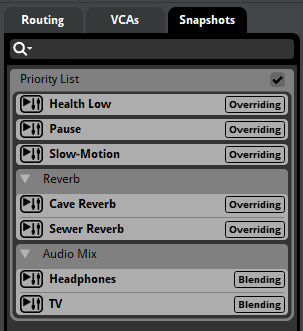 Routing VCAs Snapshots
Priority List
Health Low Overriding
Pause Overriding
Slow-Motion Overriding
Reverb
Cave Reverb Overriding
Sewer Reverb Overriding
Audio Mix
Headphones Blending
TV Blending